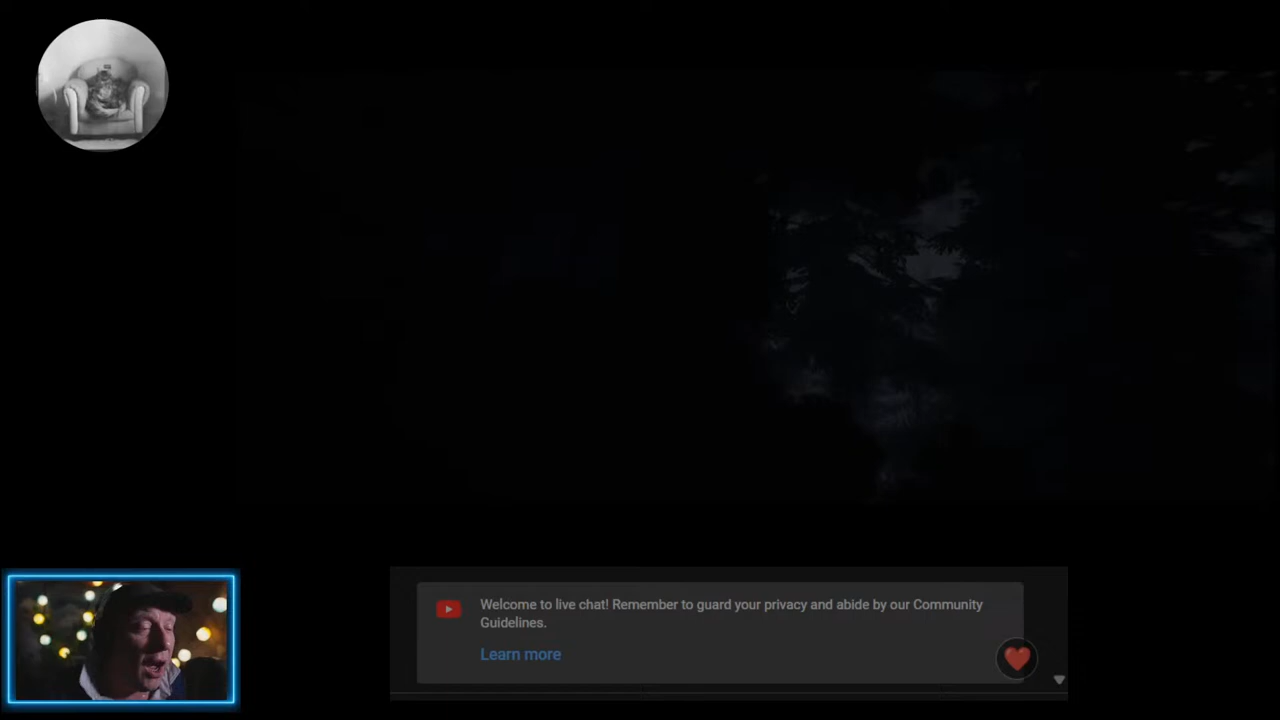 Welcome to live chat! Remember to guard your privacy and abide by our Community
Guidelines.
Learn more